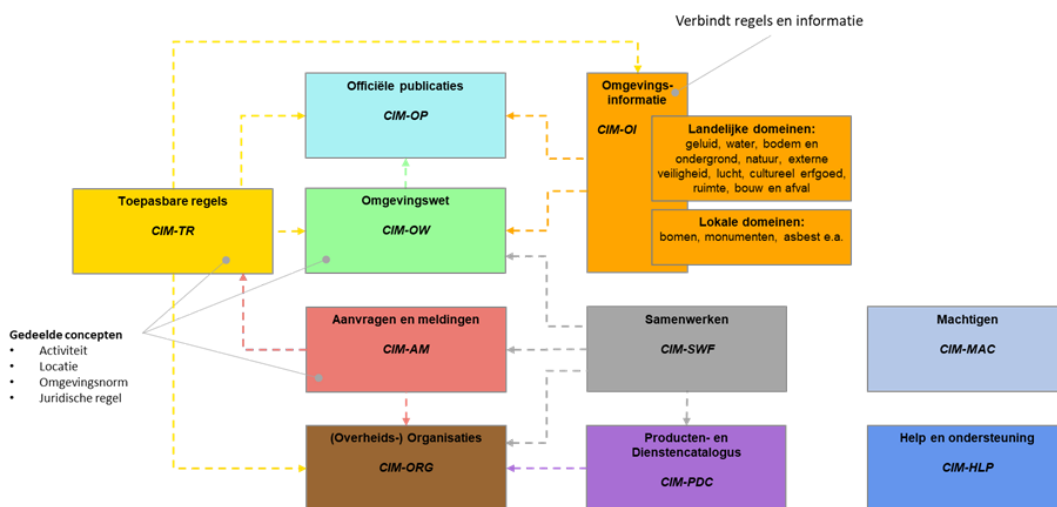 Verbindt regels en informatie
Officiële publicaties
CIM-OP
Omgevings-
informatie
CIM-OI
Landelijke domeinen:
geluid, water, bodem en
ondergrond, natuur, externe
veiligheid, lucht, cultureel erfgoed,
ruimte, bouw en afval
Lokale domeinen:
bomen, monumenten, asbest e.a.
Toepasbare regels
CIM-TR
Omgevingswet
CIM-OW
Gedeelde concepten
• Activiteit
• Locatie
• Omgevingsnorm
• Juridische regel
Aanvragen en meldingen
CIM-AM
Samenwerken
CIM-SWF
Machtigen
CIM-MAC
(Overheids-) Organisaties
CIM-ORG
Producten- en
Dienstencatalogus
CIM-PDC
Help en ondersteuning
CIM-HLP